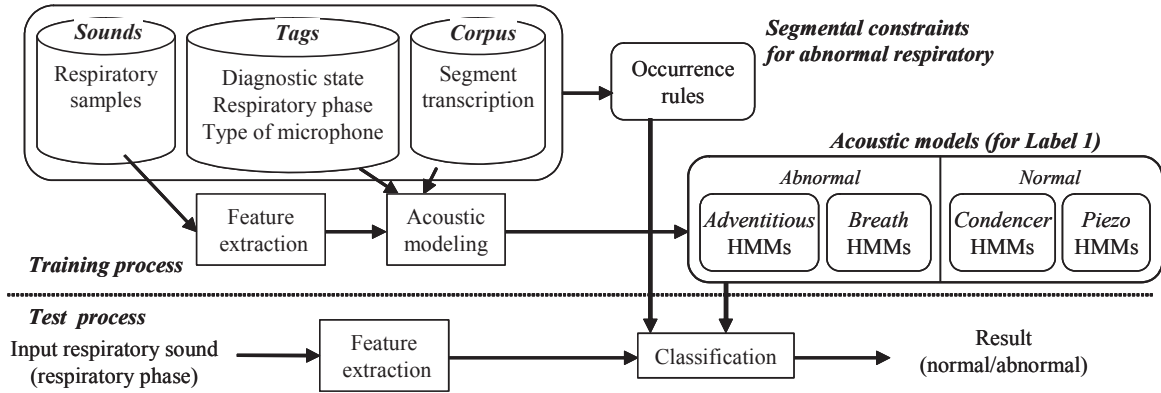 Sounds
Tags
Corpus
Respiratory
samples
Diagnostic state
Respiratory phase
Type of microphone
Segment
transcription
Occurrence
rules
Segmental constraints
for abnormal respiratory
Acoustic models (for Label 1)
Abnormal
Normal
Adventitious
HMMs
Breath
HMMs
Condencer
HMMs
Piezo
HMMs
Feature
extraction
Acoustic
modeling
Training process
Test process
Input respiratory sound
(respiratory phase)
Feature
extraction
Classification
Result
(normal/abnormal)